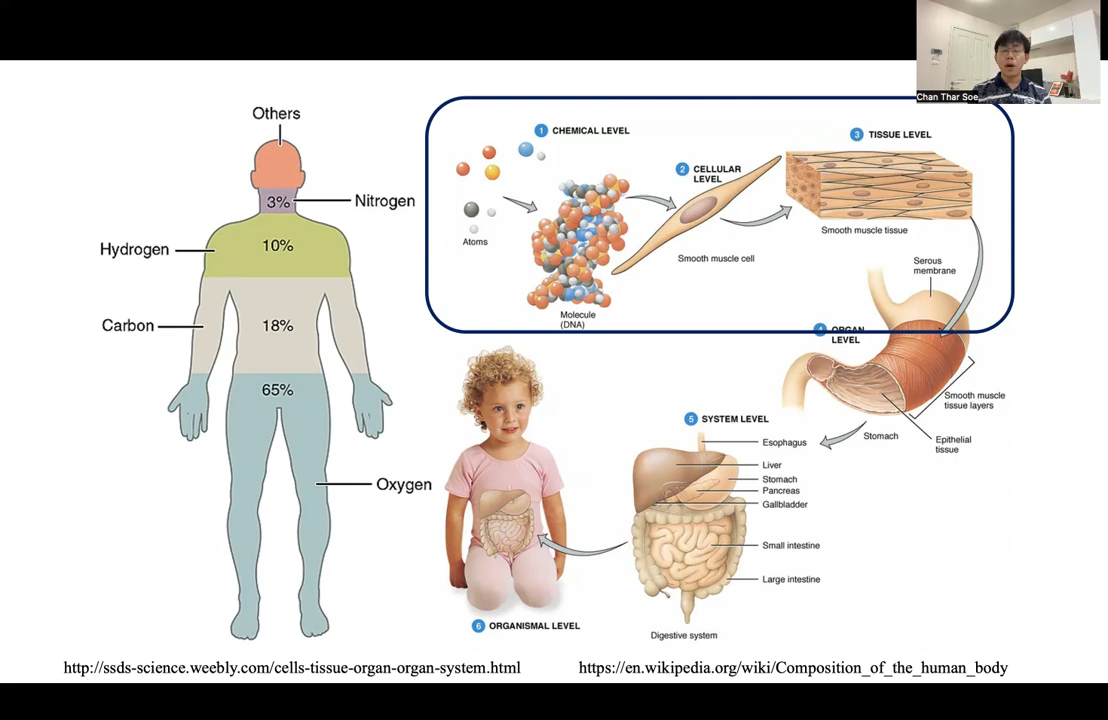 Chan Thar Soe
Others
3%
Nitrogen
Hydrogen
10%
Carbon
18%
65%
Oxygen
1 CHEMICAL LEVEL
Atoms
Molecule
(DNA)
2 CELLULAR
LEVEL
Smooth muscle cell
3 TISSUE LEVEL
Smooth muscle tissue
Serous
membrane
4 ORGAN
LEVEL
Smooth muscle
tissue layers
Stomach
Epithelial
tissue
5 SYSTEM LEVEL
Esophagus
Liver
Stomach
Pancreas
Gallbladder
Small intestine
Large intestine
Digestive system
6 ORGANISMAL LEVEL
http://ssds-science.weebly.com/cells-tissue-organ-organ-system.html
https://en.wikipedia.org/wiki/Composition_of_the_human_body